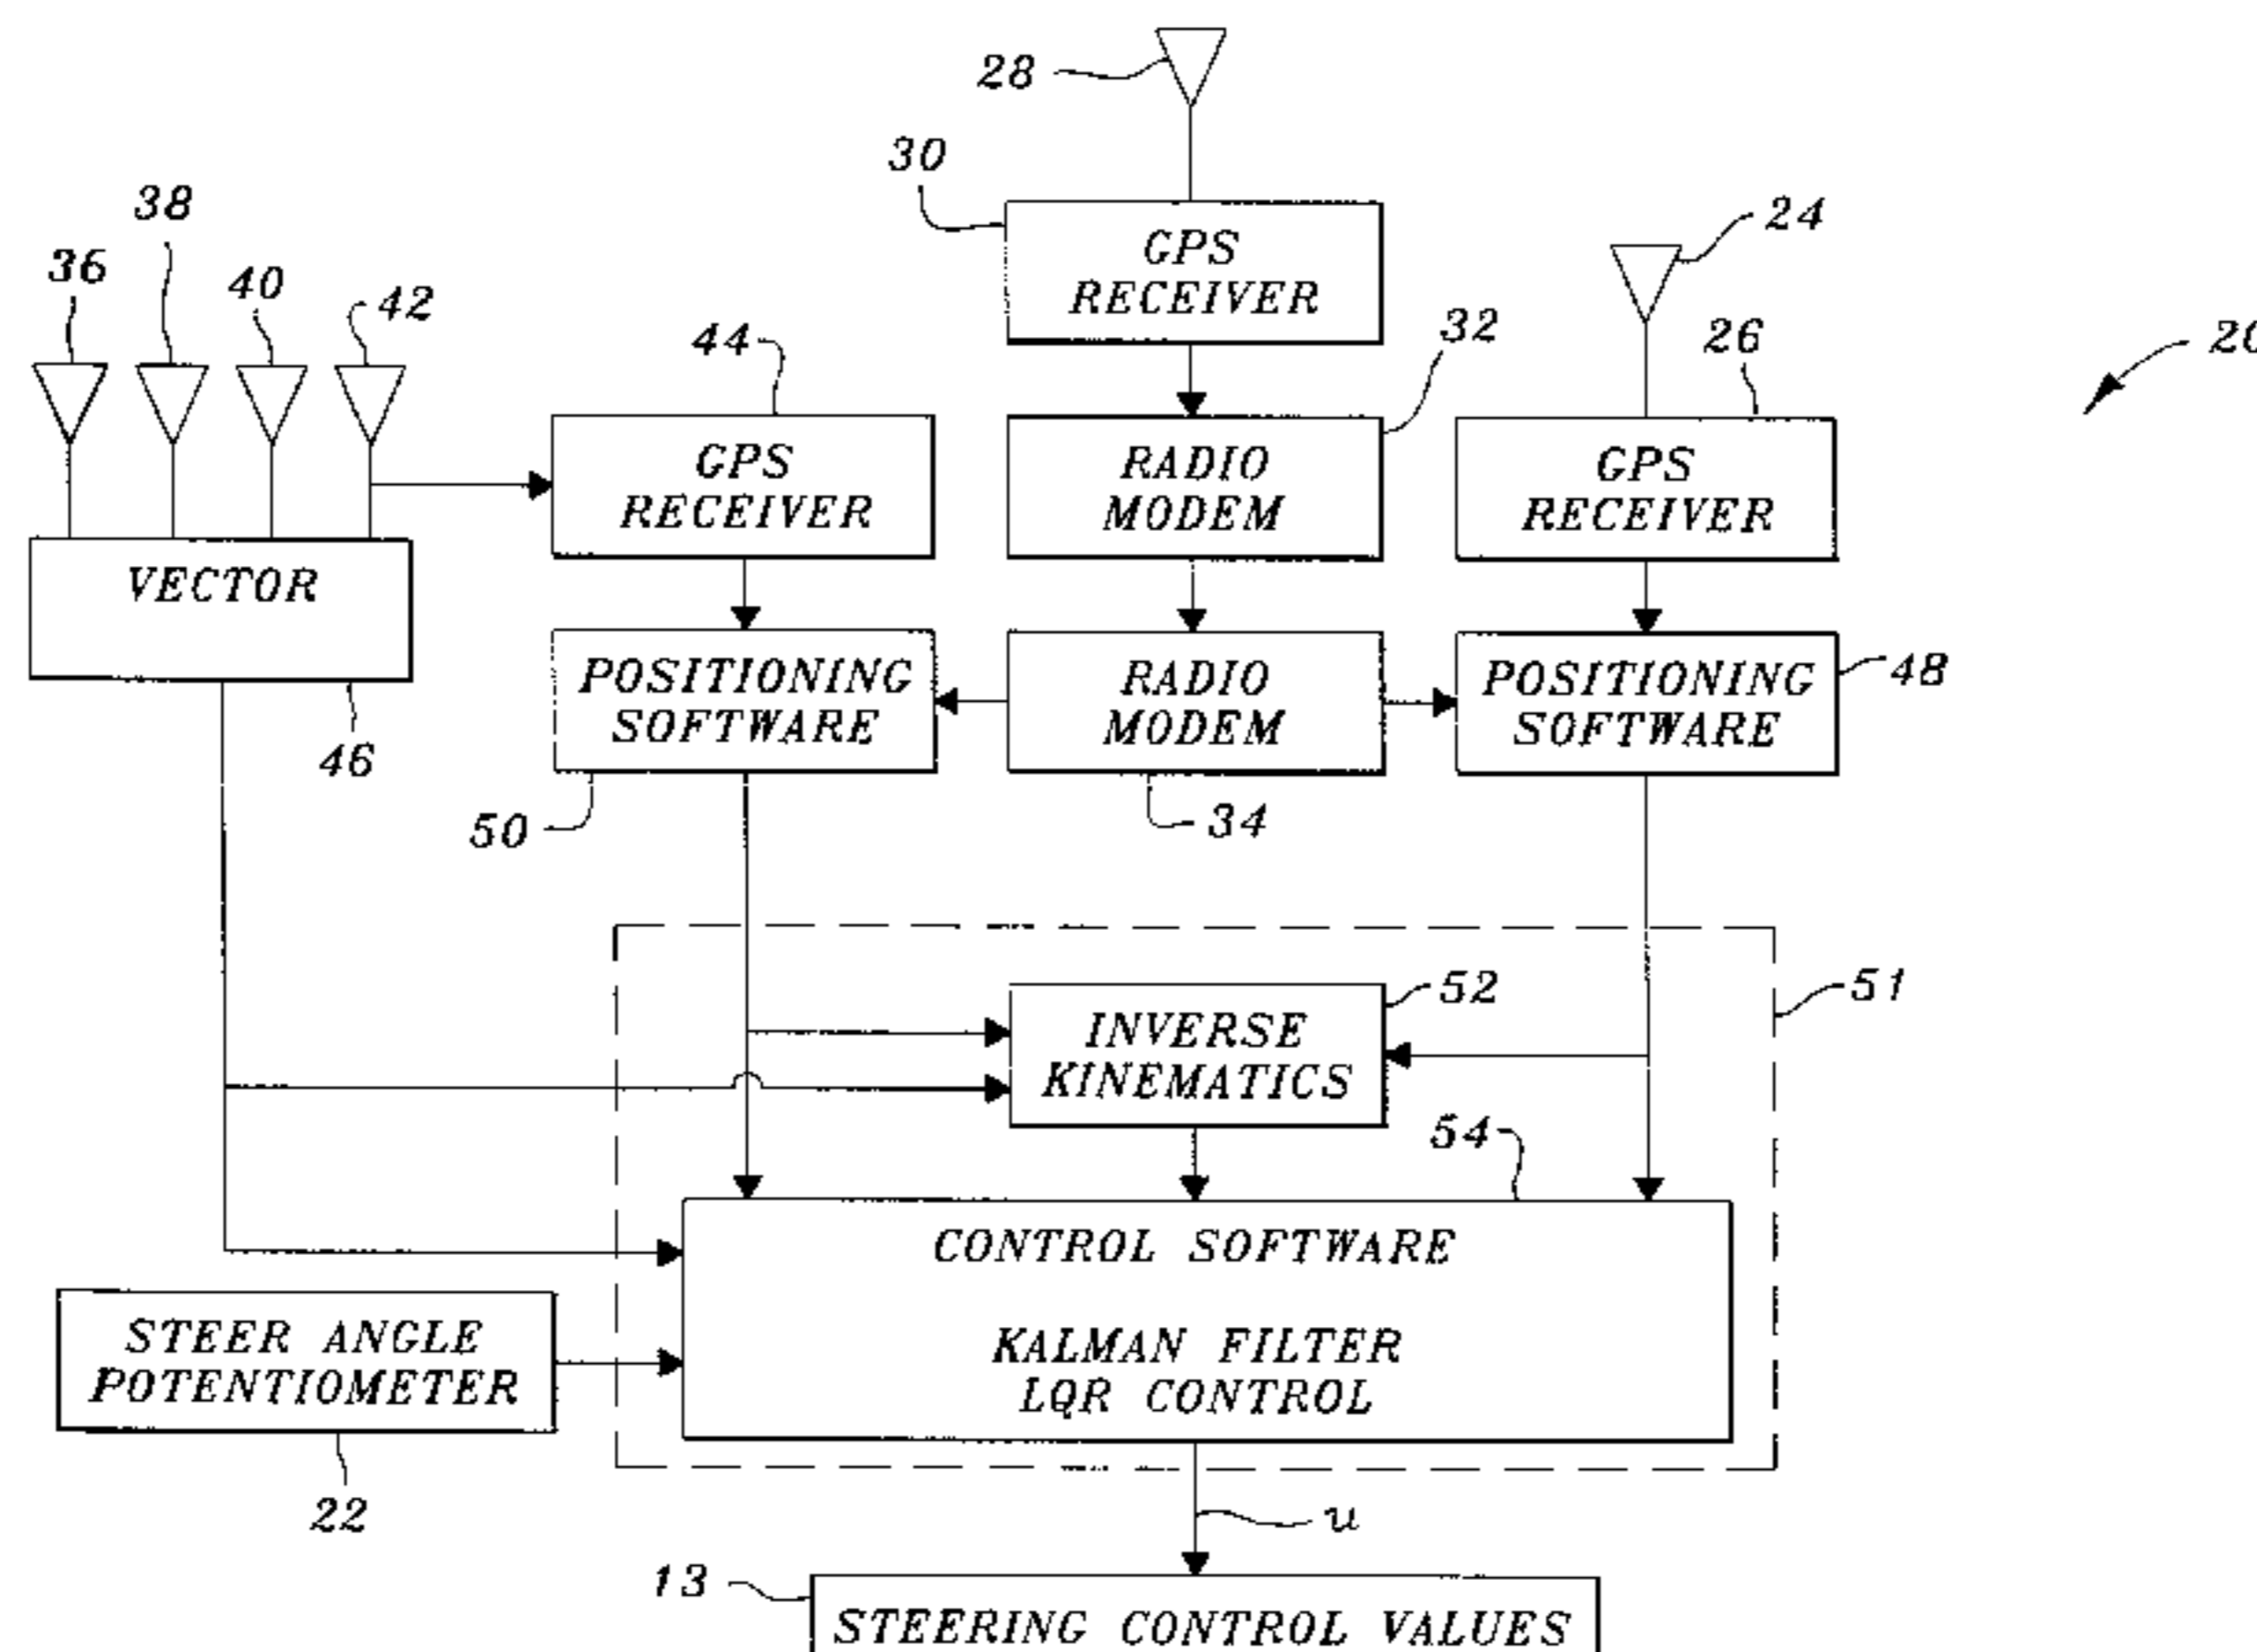 28
30
GPS
RECEIVER
24
38
36
40
42
44
32
26
GPS
RECEIVER
RADIO
MODEM
GPS
RECEIVER
VECTOR
46
POSITIONING
SOFTWARE
50
RADIO
MODEM
34
POSITIONING
SOFTWARE
48
51
52
INVERSE
KINEMATICS
54
CONTROL SOFTWARE
KALMAN FILTER
LQR CONTROL
STEER ANGLE
POTENTIOMETER
22
u
13
STEERING CONTROL VALUES